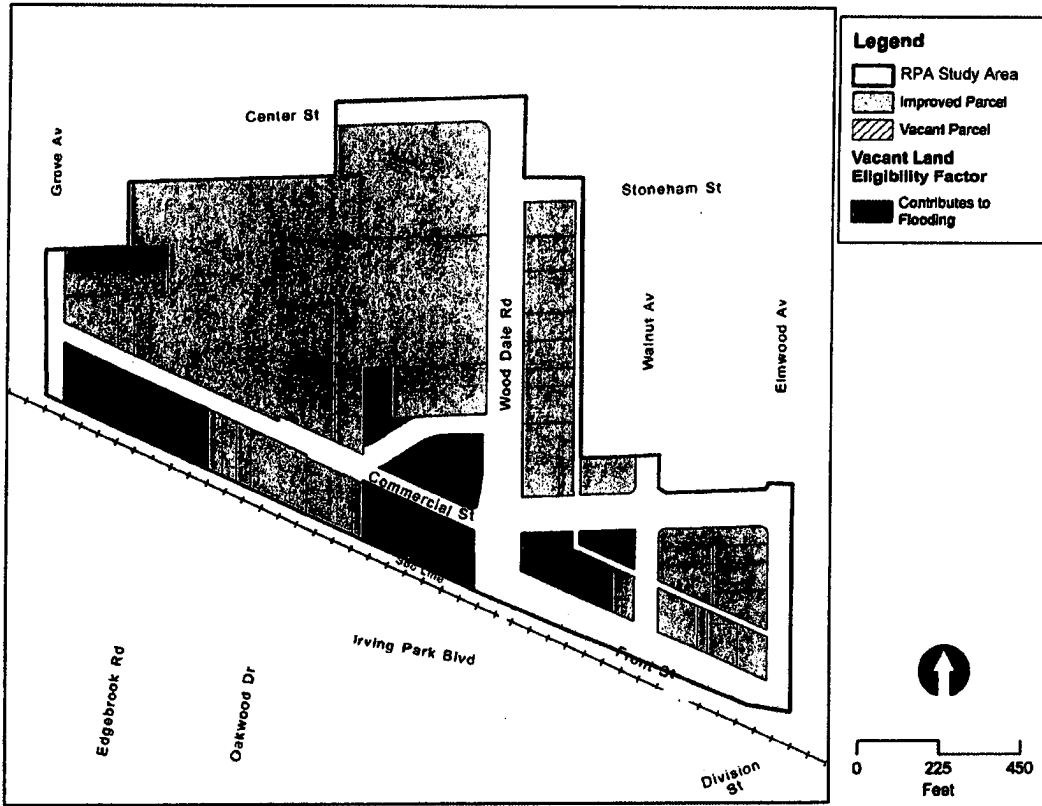 Legend
RPA Study Area
Improved Parcel
Vacant Parcel
Vacant Land
Eligibility Factor
Contributes to
Flooding
Center St
Grove Av
Stoneham St
Wood Dale Rd
Walnut Av
Elmwood Av
Commercial St
Soo Line
Irving Park Blvd
Front St
Edgebrook Rd
Oakwood Dr
Division
St
0 225 450
Feet